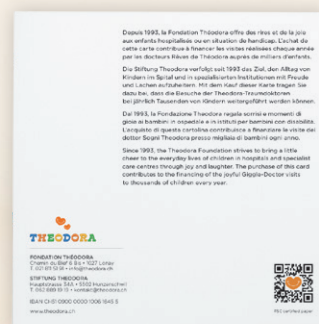 Depuis 1993, la Fondation Théodora offre des rires et de la joie
aux enfants hospitalisés ou en situation de handicap. L'achat de
cette carte contribue à financer les visites réalisées chaque année
par les docteurs Rêves de Théodora auprès de milliers d'enfants.
Die Stiftung Theodora verfolgt seit 1993 das Ziel, den Alltag von
Kindern im Spital und in spezialisierten Institutionen mit Freude
und Lachen aufzuheitern. Mit dem Kauf dieser Karte tragen Sie
dazu bei, dass die Besuche der Theodora-Traumdoktoren
bei jährlich Tausenden von Kindern weitergeführt werden können.
Dal 1993, la Fondazione Theodora regala sorrisi e momenti di
gioia ai bambini in ospedale e in istituti per bambini con disabilità.
L'acquisto di questa cartolina contribuisce a finanziare le visite dei
dottor Sogni Theodora presso migliaia di bambini ogni anno.
Since 1993, the Theodora Foundation strives to bring a little
cheer to the everyday lives of children in hospitals and specialist
care centres through joy and laughter. The purchase of this card
contributes to the financing of the joyful Giggle-Doctor visits
to thousands of children every year.
THEODORA
FONDATION THÉODORA
STIFTUNG THEODORA
www.theodora.ch
FSC certified paper